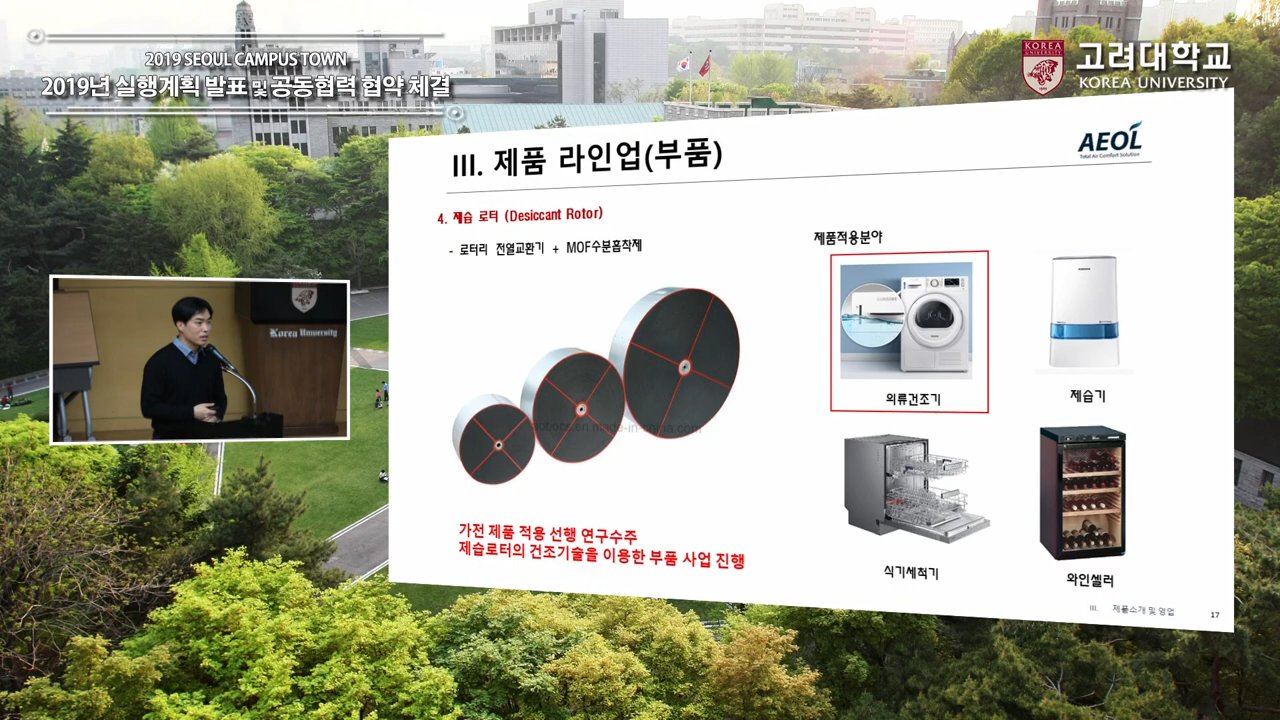 2019 SEOUL CAMPUS TOWN
2019년 실행계획 발표 및 공동협력 협약 체결
KOREA
고려대학교
KOREA UNIVERSITY
III. 제품 라인업(부품)
AEOL
Total Air Comfort Solution
4. 제습 로터 (Desiccant Rotor)
- 로터리 전열교환기 + MOF수분흡착제
제품적용분야
의류건조기
제습기
식기세척기
와인셀러
가전 제품 적용 선행 연구수주
제습로터의 건조기술을 이용한 부품 사업 진행
III. 제품소개 및 영업
17
Korea University